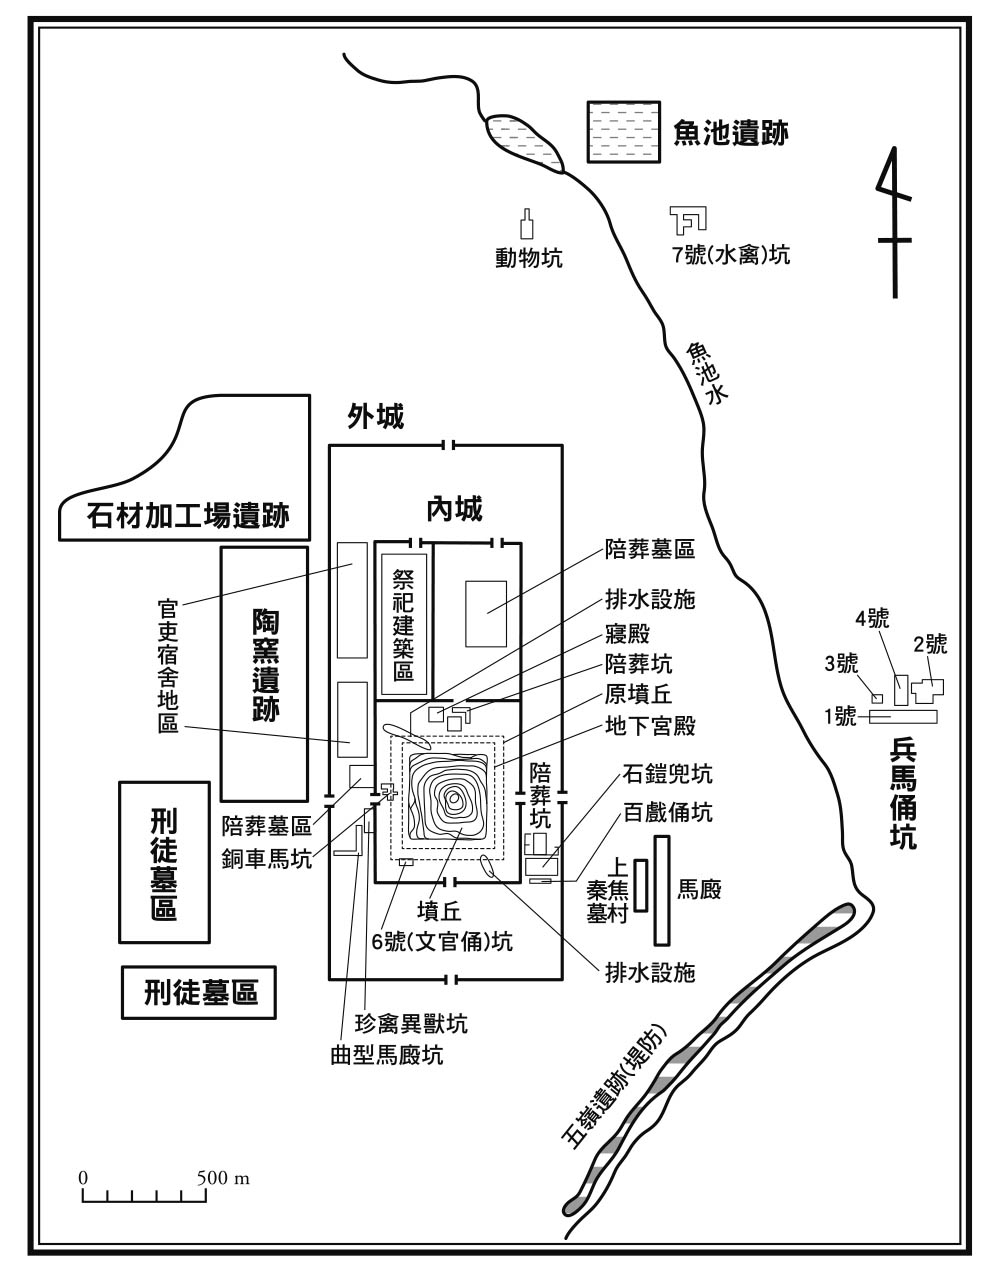 魚池遺跡
動物坑
7號(水禽)坑
魚池水
外城
石材加工場遺跡
內城
祭祀建築區
陪葬墓區
排水設施
寢殿
陪葬坑
原墳丘
地下宮殿
官吏宿舍地區
陶窯遺跡
4號
2號
3號
1號
兵馬俑坑
陪葬坑
石鎧兜坑
百戲俑坑
刑徒墓區
陪葬墓區
銅車馬坑
上焦村
秦墓
馬廄
墳丘
6號(文官俑)坑
排水設施
刑徒墓區
珍禽異獸坑
曲型馬廄坑
五嶺遺跡(堤防)
0
500 m